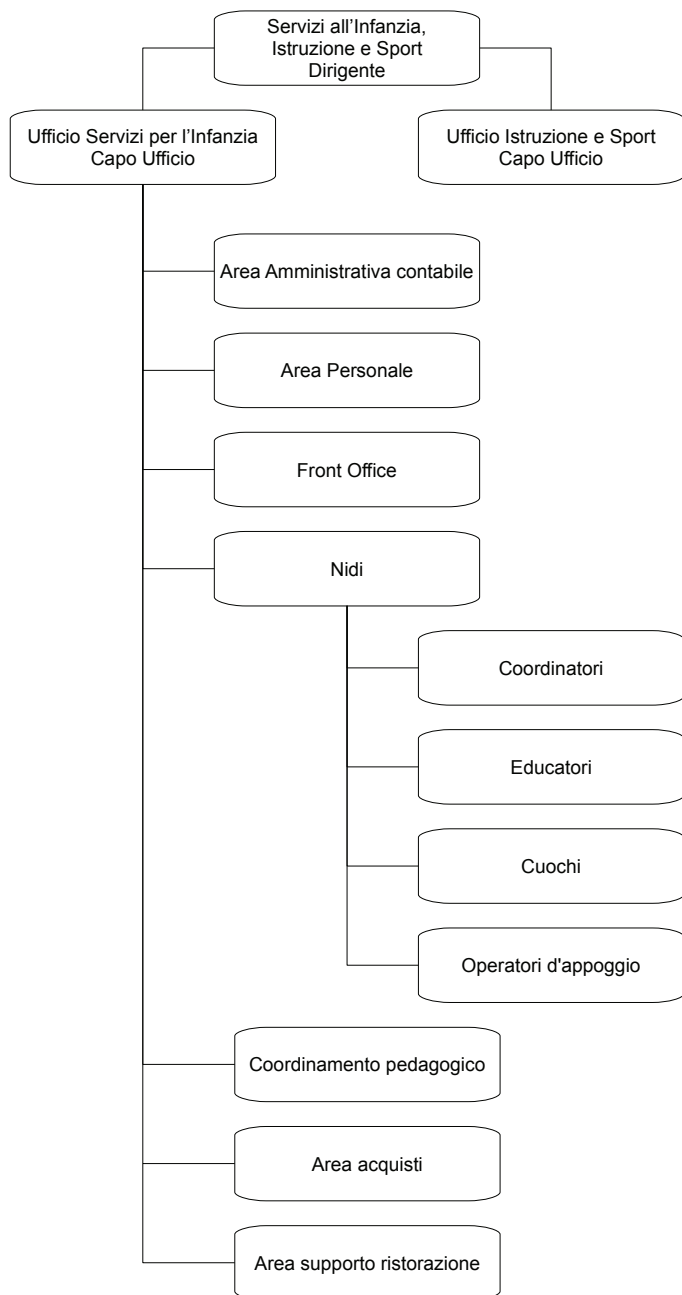 Servizi all’Infanzia,
Istruzione e Sport
Dirigente
Ufficio Servizi per l’Infanzia
Capo Ufficio
Ufficio Istruzione e Sport
Capo Ufficio
Area Amministrativa contabile
Area Personale
Front Office
Nidi
Coordinatori
Educatori
Cuochi
Operatori d'appoggio
Coordinamento pedagogico
Area acquisti
Area supporto ristorazione